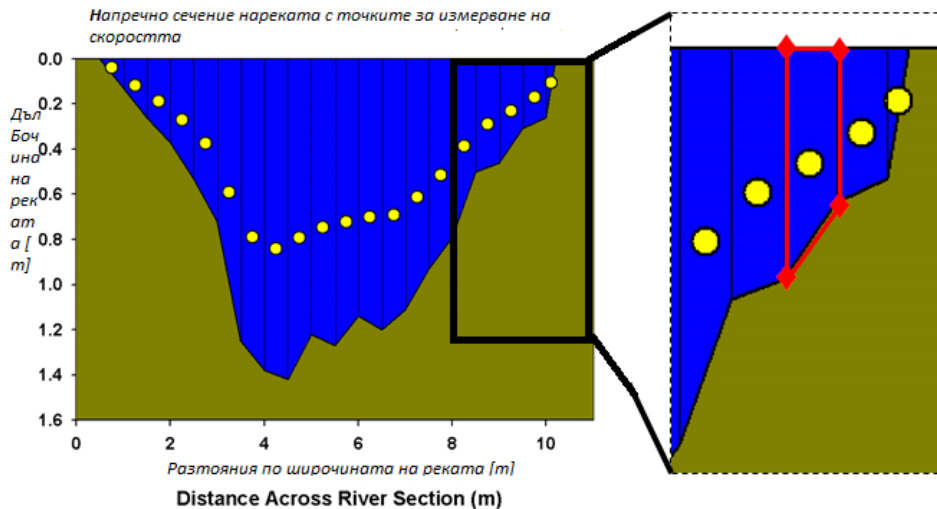 Напречно сечение нареката с точките за измерване на
скоростта
0.0
0.2
0.4
0.6
0.8
1.0
1.2
1.4
1.6
Дъл
Боч
ина
на
рек
ат
а [
m]
0
2
4
6
8
10
Разтояния по широчината на реката [m]
Distance Across River Section (m)